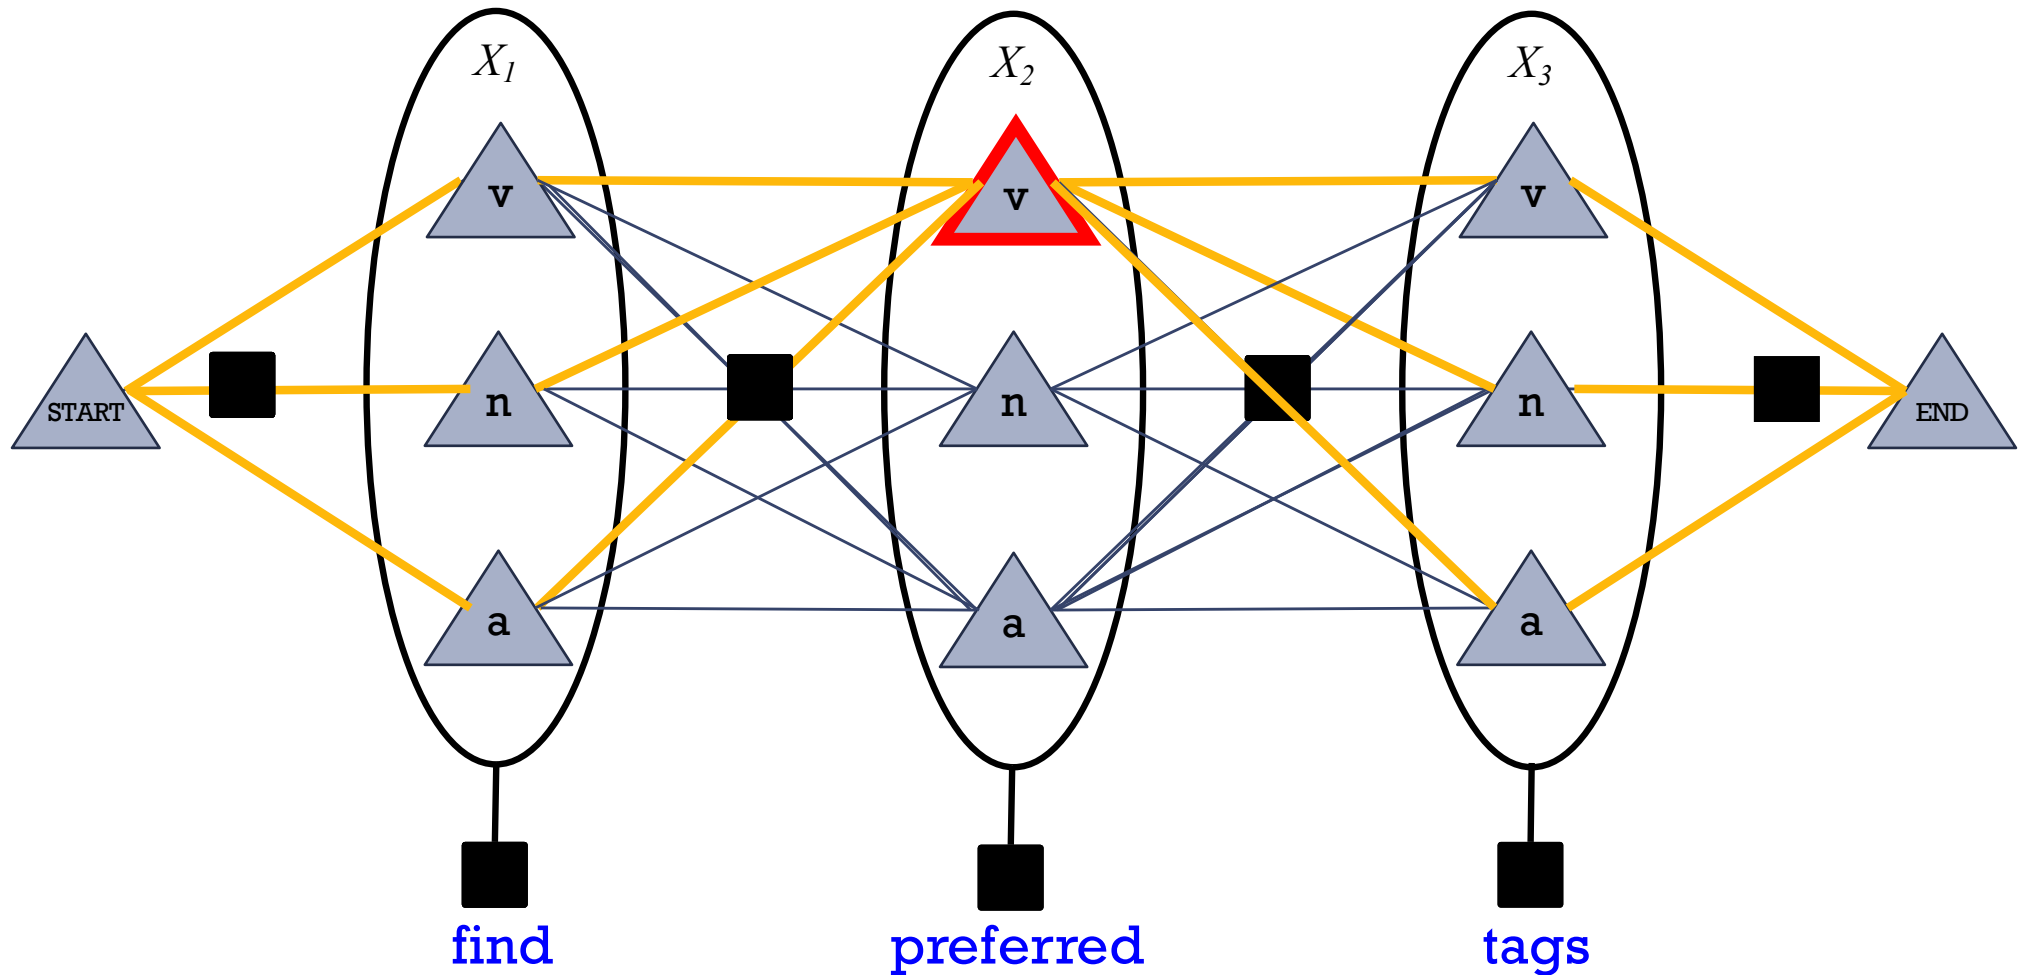 X1 X2 X3
v v v
START n n n END
a a a
find preferred tags